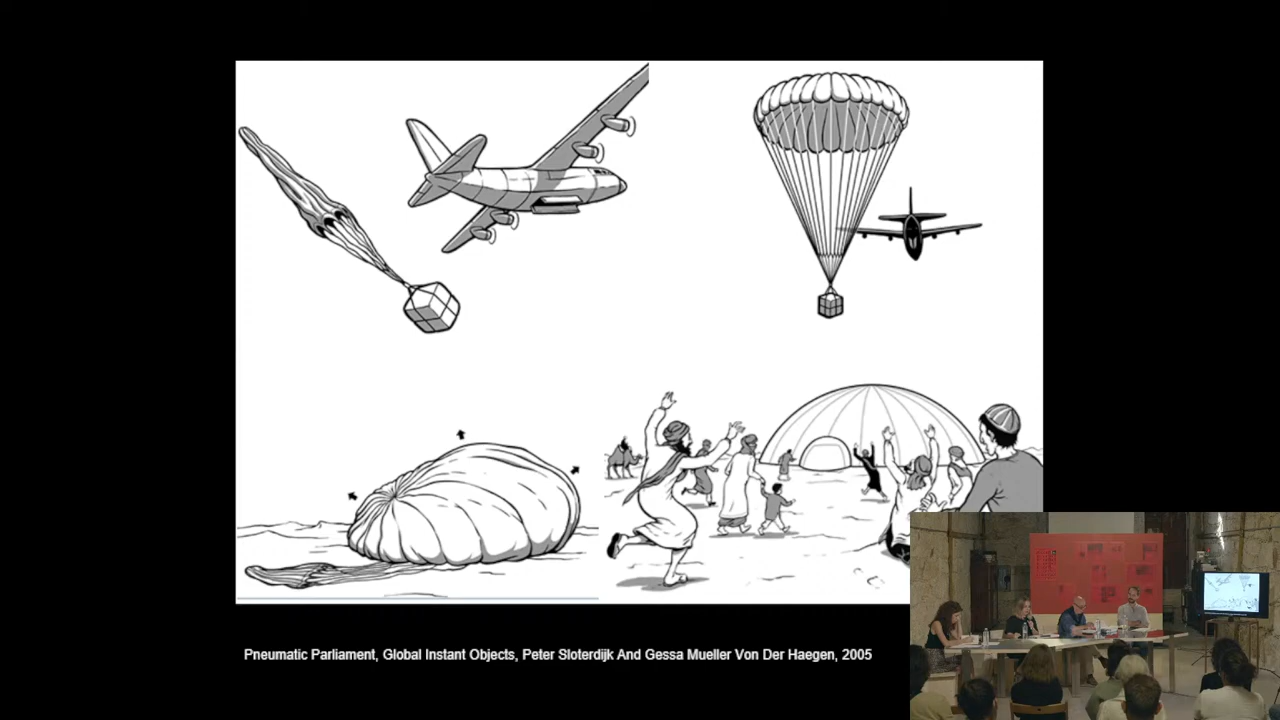 Pneumatic Parliament, Global Instant Objects, Peter Sloterdijk And Gessa Mueller Von Der Haegen, 2005